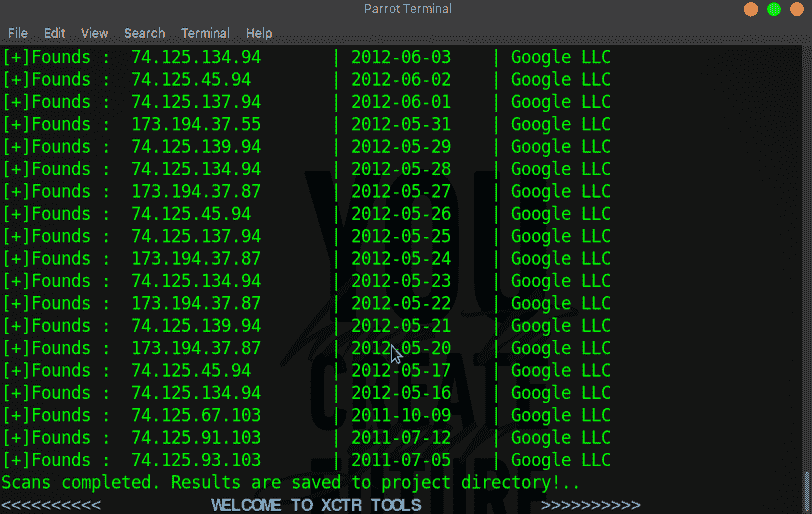 Parrot Terminal
File Edit View Search Terminal Help
[+]Founds : 74.125.134.94 | 2012-06-03 | Google LLC
[+]Founds : 74.125.45.94 | 2012-06-02 | Google LLC
[+]Founds : 74.125.137.94 | 2012-06-01 | Google LLC
[+]Founds : 173.194.37.55 | 2012-05-31 | Google LLC
[+]Founds : 74.125.139.94 | 2012-05-29 | Google LLC
[+]Founds : 74.125.134.94 | 2012-05-28 | Google LLC
[+]Founds : 173.194.37.87 | 2012-05-27 | Google LLC
[+]Founds : 74.125.45.94 | 2012-05-26 | Google LLC
[+]Founds : 74.125.137.94 | 2012-05-25 | Google LLC
[+]Founds : 173.194.37.87 | 2012-05-24 | Google LLC
[+]Founds : 74.125.134.94 | 2012-05-23 | Google LLC
[+]Founds : 173.194.37.87 | 2012-05-22 | Google LLC
[+]Founds : 74.125.139.94 | 2012-05-21 | Google LLC
[+]Founds : 173.194.37.87 | 2012-05-20 | Google LLC
[+]Founds : 74.125.45.94 | 2012-05-17 | Google LLC
[+]Founds : 74.125.134.94 | 2012-05-16 | Google LLC
[+]Founds : 74.125.67.103 | 2011-10-09 | Google LLC
[+]Founds : 74.125.91.103 | 2011-07-12 | Google LLC
[+]Founds : 74.125.93.103 | 2011-07-05 | Google LLC
Scans completed. Results are saved to project directory!..
<<<<<<<<<< WELCOME TO XCTR TOOLS >>>>>>>>>>
YOU
CREATE
FUTURE